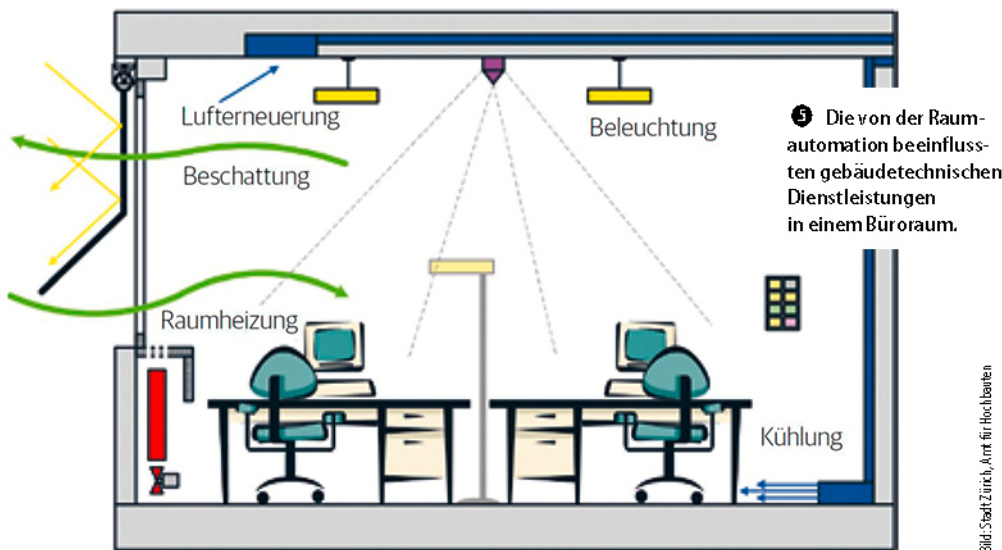 Lufterneuerung
Beleuchtung
Beschattung
Raumheizung
Kühlung
❺ Die von der Raum-
automation beeinfluss-
ten gebäudetechnischen
Dienstleistungen
in einem Büroraum.
Bild: Stadt Zürich, Amt für Hochbauten